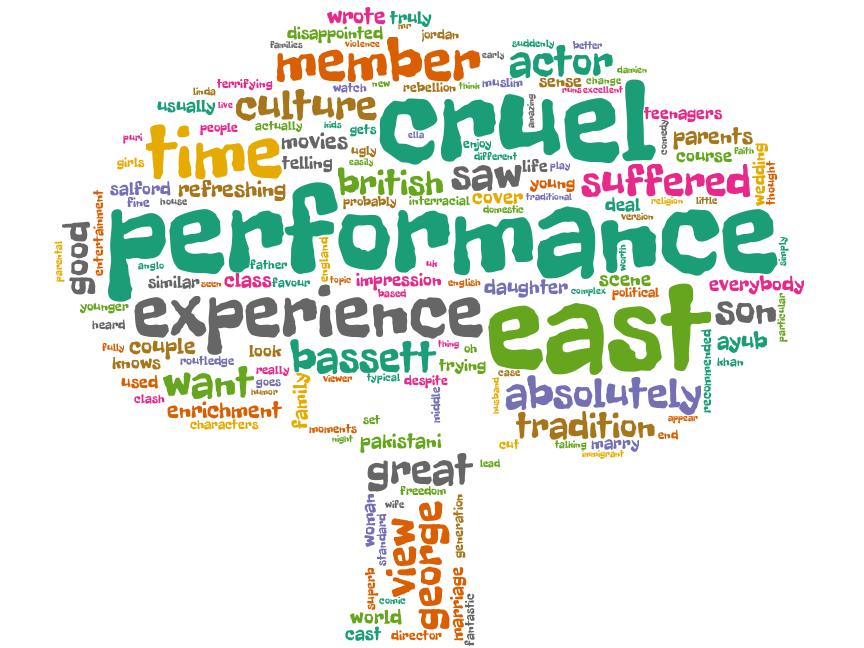 wrote truly
mr
disappointed
jordan
families
violence
early
suddenly
better
member
actor
damien
linda
terrifying
watch
new
rebellion
think
muslim
sense
change
runs
excellent
usually
live
culture
cruel
amazing
teenagers
people
actually
kids
gets
ella
enjoy
comedy
parents
puri
time
movies
ugly
different
course
faith
girls
telling
easily
wedding
thought
salford
refreshing
british
saw
life
play
young
suffered
fine
house
probably
interracial
cover
traditional
domestic
deal
religion
little
version
entertainment
good
parental
performance
worth
simply
anglo
father
england
uk
similar
seen
class
favour
topic
impression
based
english
daughter
complex
scene
political
everybody
younger
heard
experience
east
son
particular
fully
couple
look
bassett
thing
oh
ayub
knows
routledge
really
trying
khan
recommended
used
want
goes
humor
viewer
typical
despite
case
clash
family
husband
absolutely
enrichment
middle
characters
moments
set
tradition
appear
end
night
pakistani
cut
talking
marry
immigrant
great
lead
freedom
woman
wife
standard
view
george
generation
superb
comic
marriage
fantastic
world
cast
director